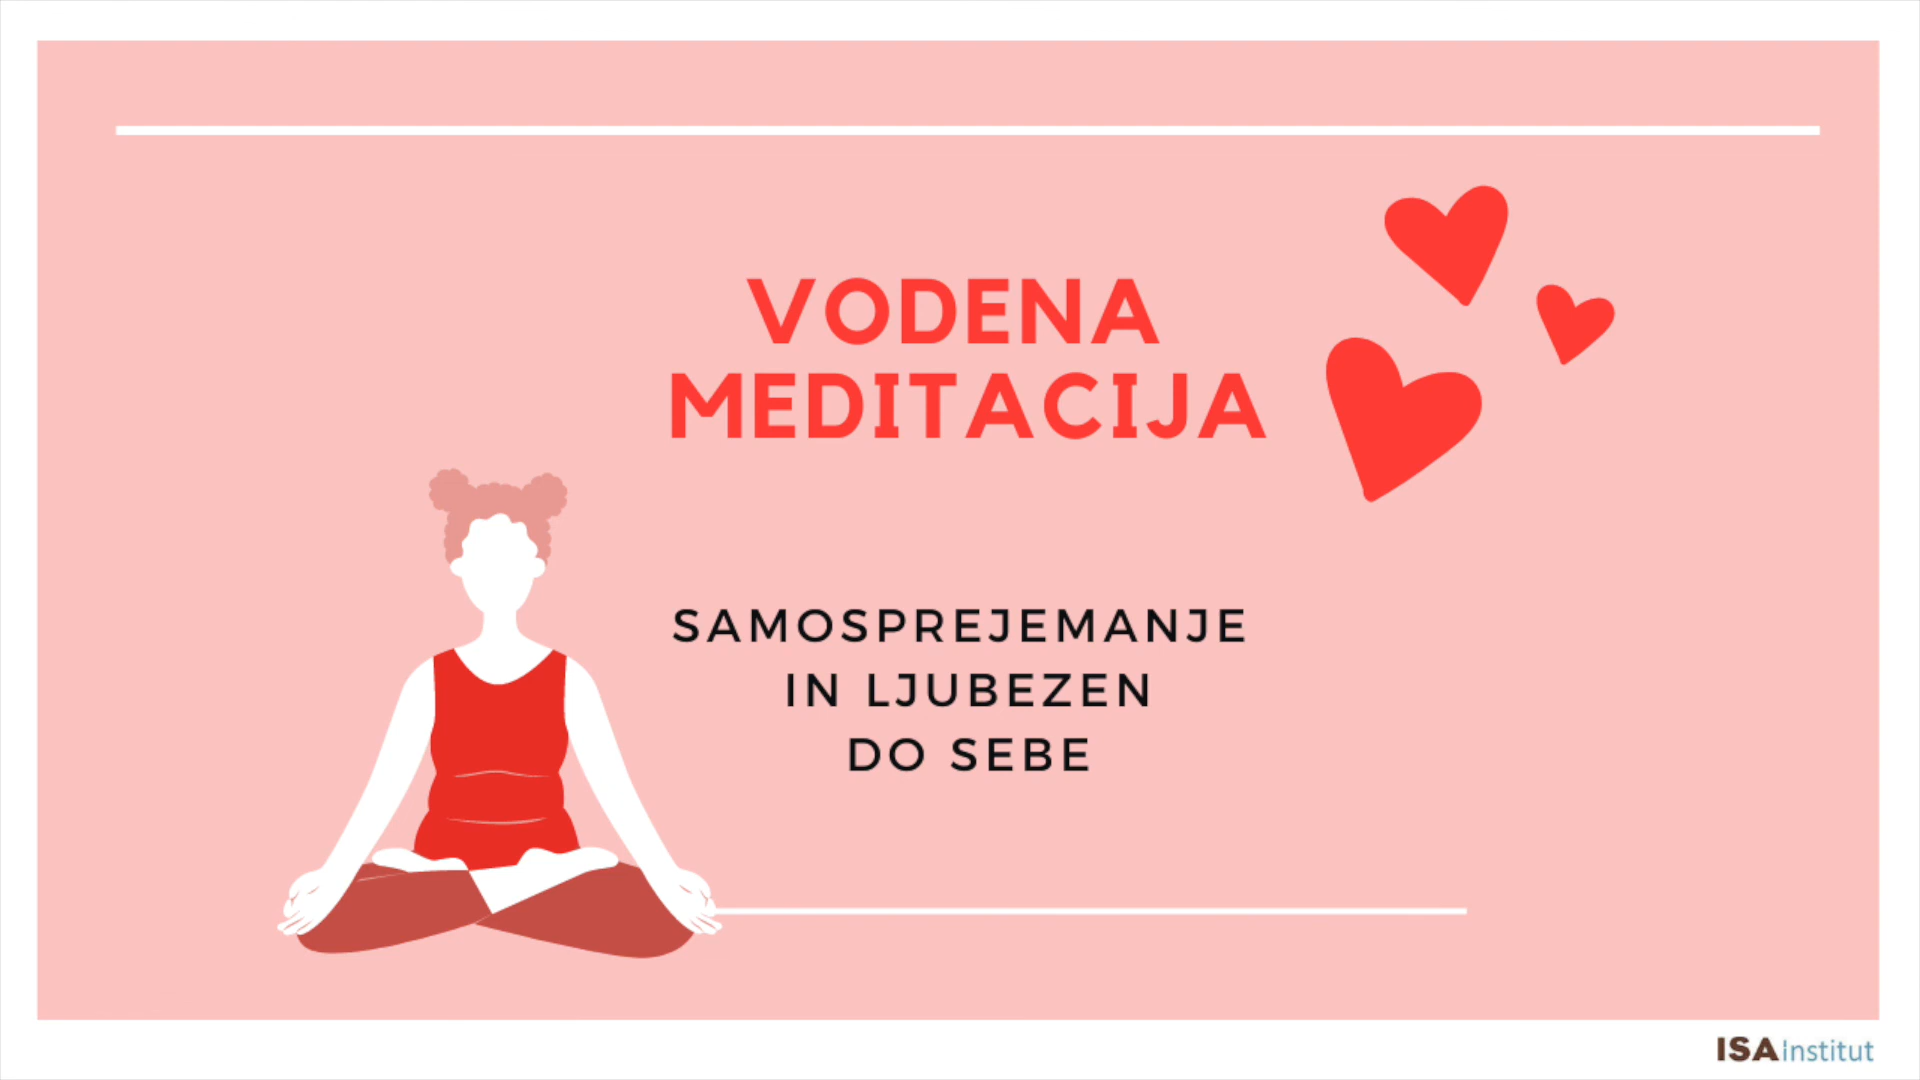 VODENA
MEDITACIJA
SAMOSPREJEMANJE
IN LJUBEZEN
DO SEBE
ISAInstitut